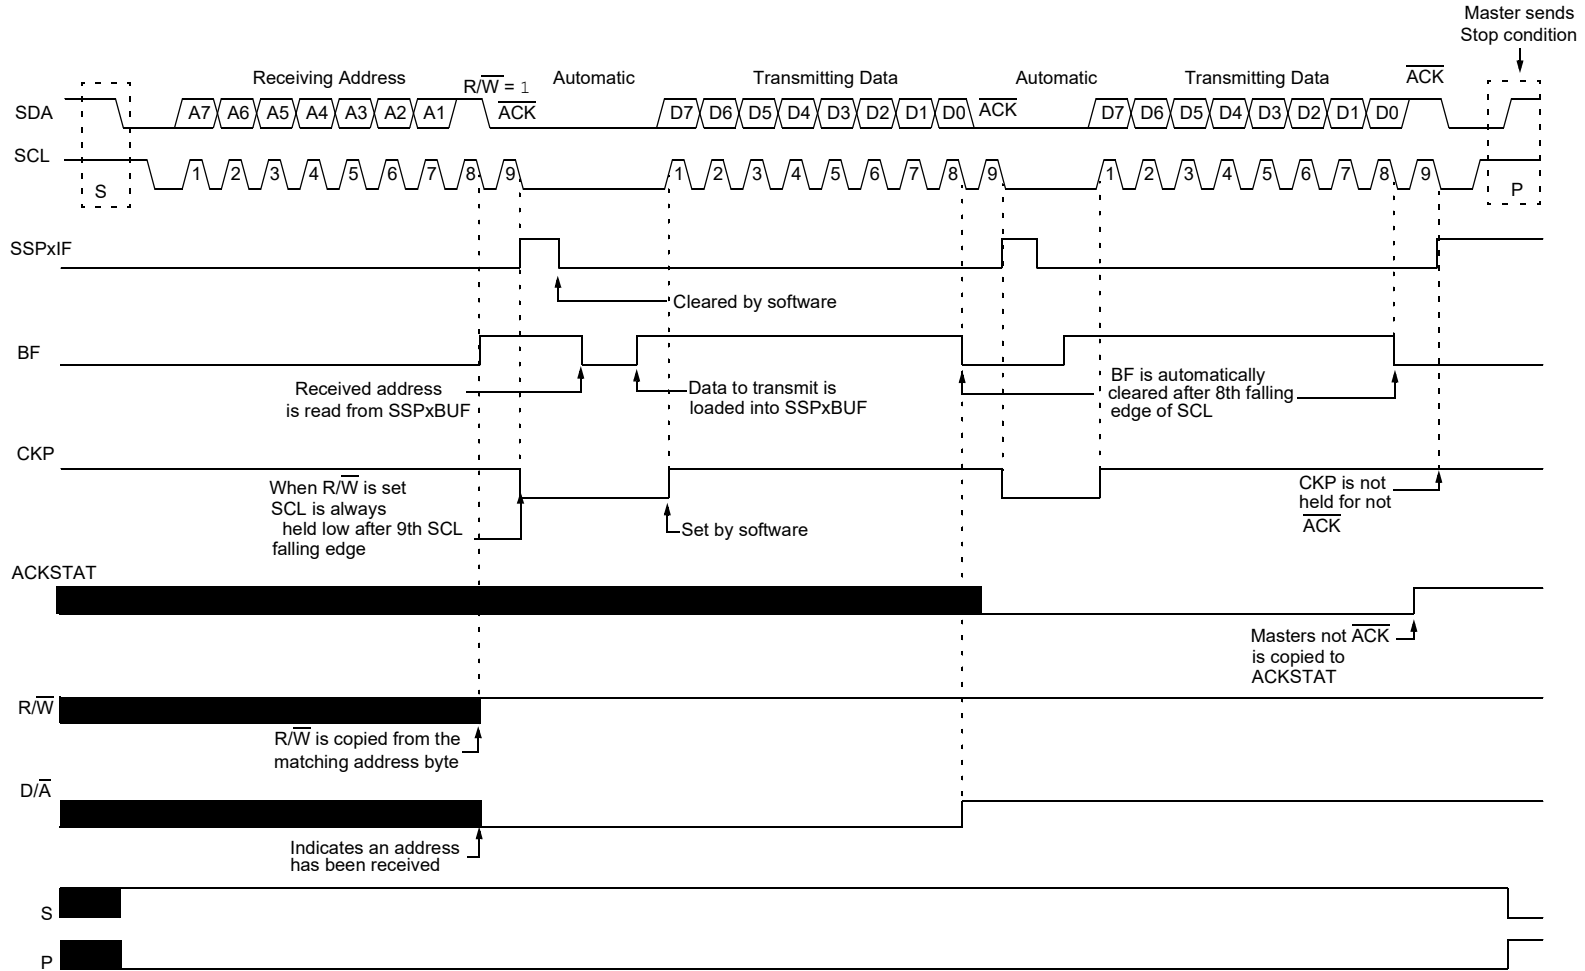 Master sends
Stop condition
Receiving Address
R/W = 1
Automatic
Transmitting Data
Automatic
Transmitting Data
ACK
SDA
A7 A6 A5 A4 A3 A2 A1
ACK
D7 D6 D5 D4 D3 D2 D1 D0
ACK
D7 D6 D5 D4 D3 D2 D1 D0
SCL
1 2 3 4 5 6 7 8 9
1 2 3 4 5 6 7 8 9
1 2 3 4 5 6 7 8 9
S
P
SSPxIF
Cleared by software
BF
Received address
is read from SSPxBUF
Data to transmit is
loaded into SSPxBUF
BF is automatically
cleared after 8th falling
edge of SCL
CKP
When R/W is set
SCL is always
held low after 9th SCL
falling edge
Set by software
CKP is not
held for not
ACK
ACKSTAT
Masters not ACK
is copied to
ACKSTAT
R/W
R/W is copied from the
matching address byte
D/A
Indicates an address
has been received
S
P